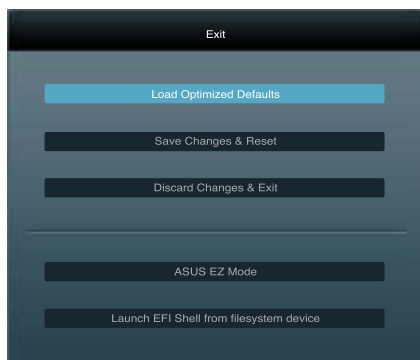 Exit
Load Optimized Defaults
Save Changes & Reset
Discard Changes & Exit
ASUS EZ Mode
Launch EFI Shell from filesystem device